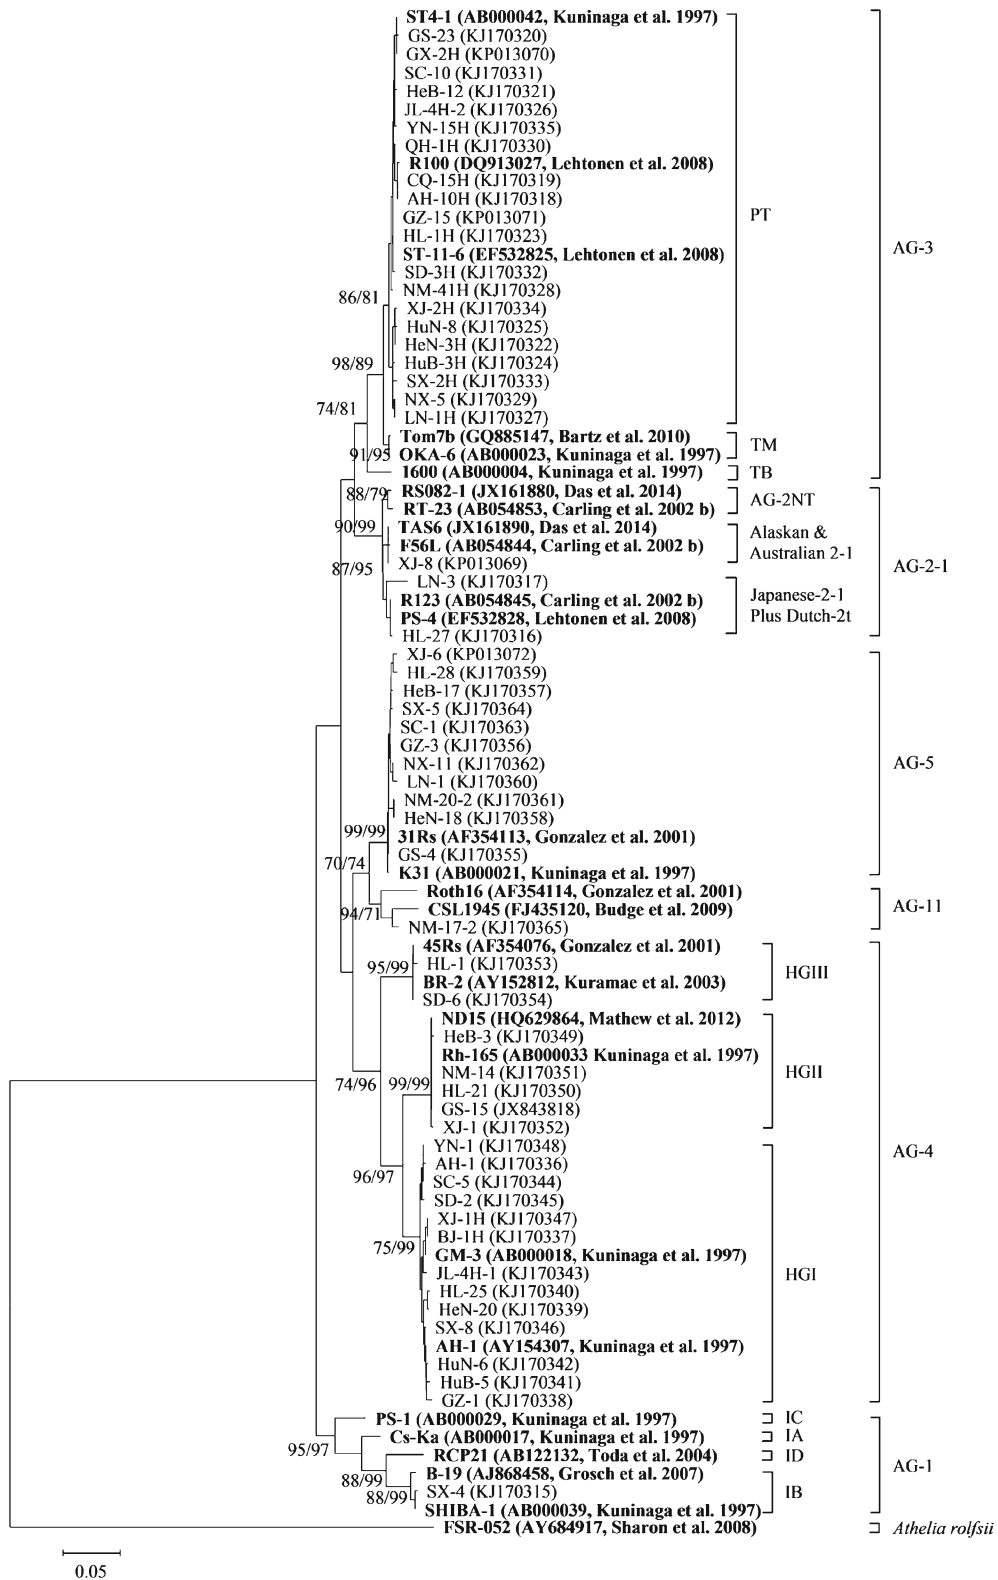 ST4-1 (AB000042, Kuninaga et al. 1997)
GS-23 (KJ170320)
GX-2H (KP013070)
SC-10 (KJ170331)
HeB-12 (KJ170321)
JL-4H-2 (KJ170326)
YN-15H (KJ170335)
QH-1H (KJ170330)
R100 (DQ913027, Lehtonen et al. 2008)
CQ-15H (KJ170319)
AH-10H (KJ170318)
GZ-15 (KP013071)
HL-1H (KJ170323)
ST-11-6 (EF532825, Lehtonen et al. 2008)
SD-3H (KJ170332)
NM-41H (KJ170328)
XJ-2H (KJ170334)
HuN-8 (KJ170325)
HeN-3H (KJ170322)
HuB-3H (KJ170324)
SX-2H (KJ170333)
NX-5 (KJ170329)
LN-1H (KJ170327)
PT
Tom7b (GQ885147, Bartz et al. 2010)
OKA-6 (AB000023, Kuninaga et al. 1997)
TM
1600 (AB000004, Kuninaga et al. 1997)
TB
AG-3
RS082-1 (JX161880, Das et al. 2014)
RT-23 (AB054853, Carling et al. 2002 b)
AG-2NT
TAS6 (JX161890, Das et al. 2014)
F56L (AB054844, Carling et al. 2002 b)
XJ-8 (KP013069)
Alaskan &
Australian 2-1
LN-3 (KJ170317)
R123 (AB054845, Carling et al. 2002 b)
PS-4 (EF532828, Lehtonen et al. 2008)
HL-27 (KJ170316)
Japanese-2-1
Plus Dutch-2t
AG-2-1
XJ-6 (KP013072)
HL-28 (KJ170359)
HeB-17 (KJ170357)
SX-5 (KJ170364)
SC-1 (KJ170363)
GZ-3 (KJ170356)
NX-11 (KJ170362)
LN-1 (KJ170360)
NM-20-2 (KJ170361)
HeN-18 (KJ170358)
31Rs (AF354113, Gonzalez et al. 2001)
GS-4 (KJ170355)
K31 (AB000021, Kuninaga et al. 1997)
AG-5
Roth16 (AF354114, Gonzalez et al. 2001)
CSL1945 (FJ435120, Budge et al. 2009)
NM-17-2 (KJ170365)
AG-11
45Rs (AF354076, Gonzalez et al. 2001)
HL-1 (KJ170353)
BR-2 (AY152812, Kuramae et al. 2003)
SD-6 (KJ170354)
HGIII
ND15 (HQ629864, Mathew et al. 2012)
HeB-3 (KJ170349)
Rh-165 (AB000033 Kuninaga et al. 1997)
NM-14 (KJ170351)
HL-21 (KJ170350)
GS-15 (JX843818)
XJ-1 (KJ170352)
HGII
YN-1 (KJ170348)
AH-1 (KJ170336)
SC-5 (KJ170344)
SD-2 (KJ170345)
XJ-1H (KJ170347)
BJ-1H (KJ170337)
GM-3 (AB000018, Kuninaga et al. 1997)
JL-4H-1 (KJ170343)
HL-25 (KJ170340)
HeN-20 (KJ170339)
SX-8 (KJ170346)
AH-1 (AY154307, Kuninaga et al. 1997)
HuN-6 (KJ170342)
HuB-5 (KJ170341)
GZ-1 (KJ170338)
HGI
AG-4
PS-1 (AB000029, Kuninaga et al. 1997)
IC
Cs-Ka (AB000017, Kuninaga et al. 1997)
IA
RCP21 (AB122132, Toda et al. 2004)
ID
B-19 (AJ868458, Grosch et al. 2007)
SX-4 (KJ170315)
SHIBA-1 (AB000039, Kuninaga et al. 1997)
IB
AG-1
FSR-052 (AY684917, Sharon et al. 2008)
Athelia rolfsii
86/81
98/89
74/81
91/95
88/79
90/99
87/95
99/99
70/74
94/71
95/99
74/96
99/99
96/97
75/99
95/97
88/99
88/99
0.05